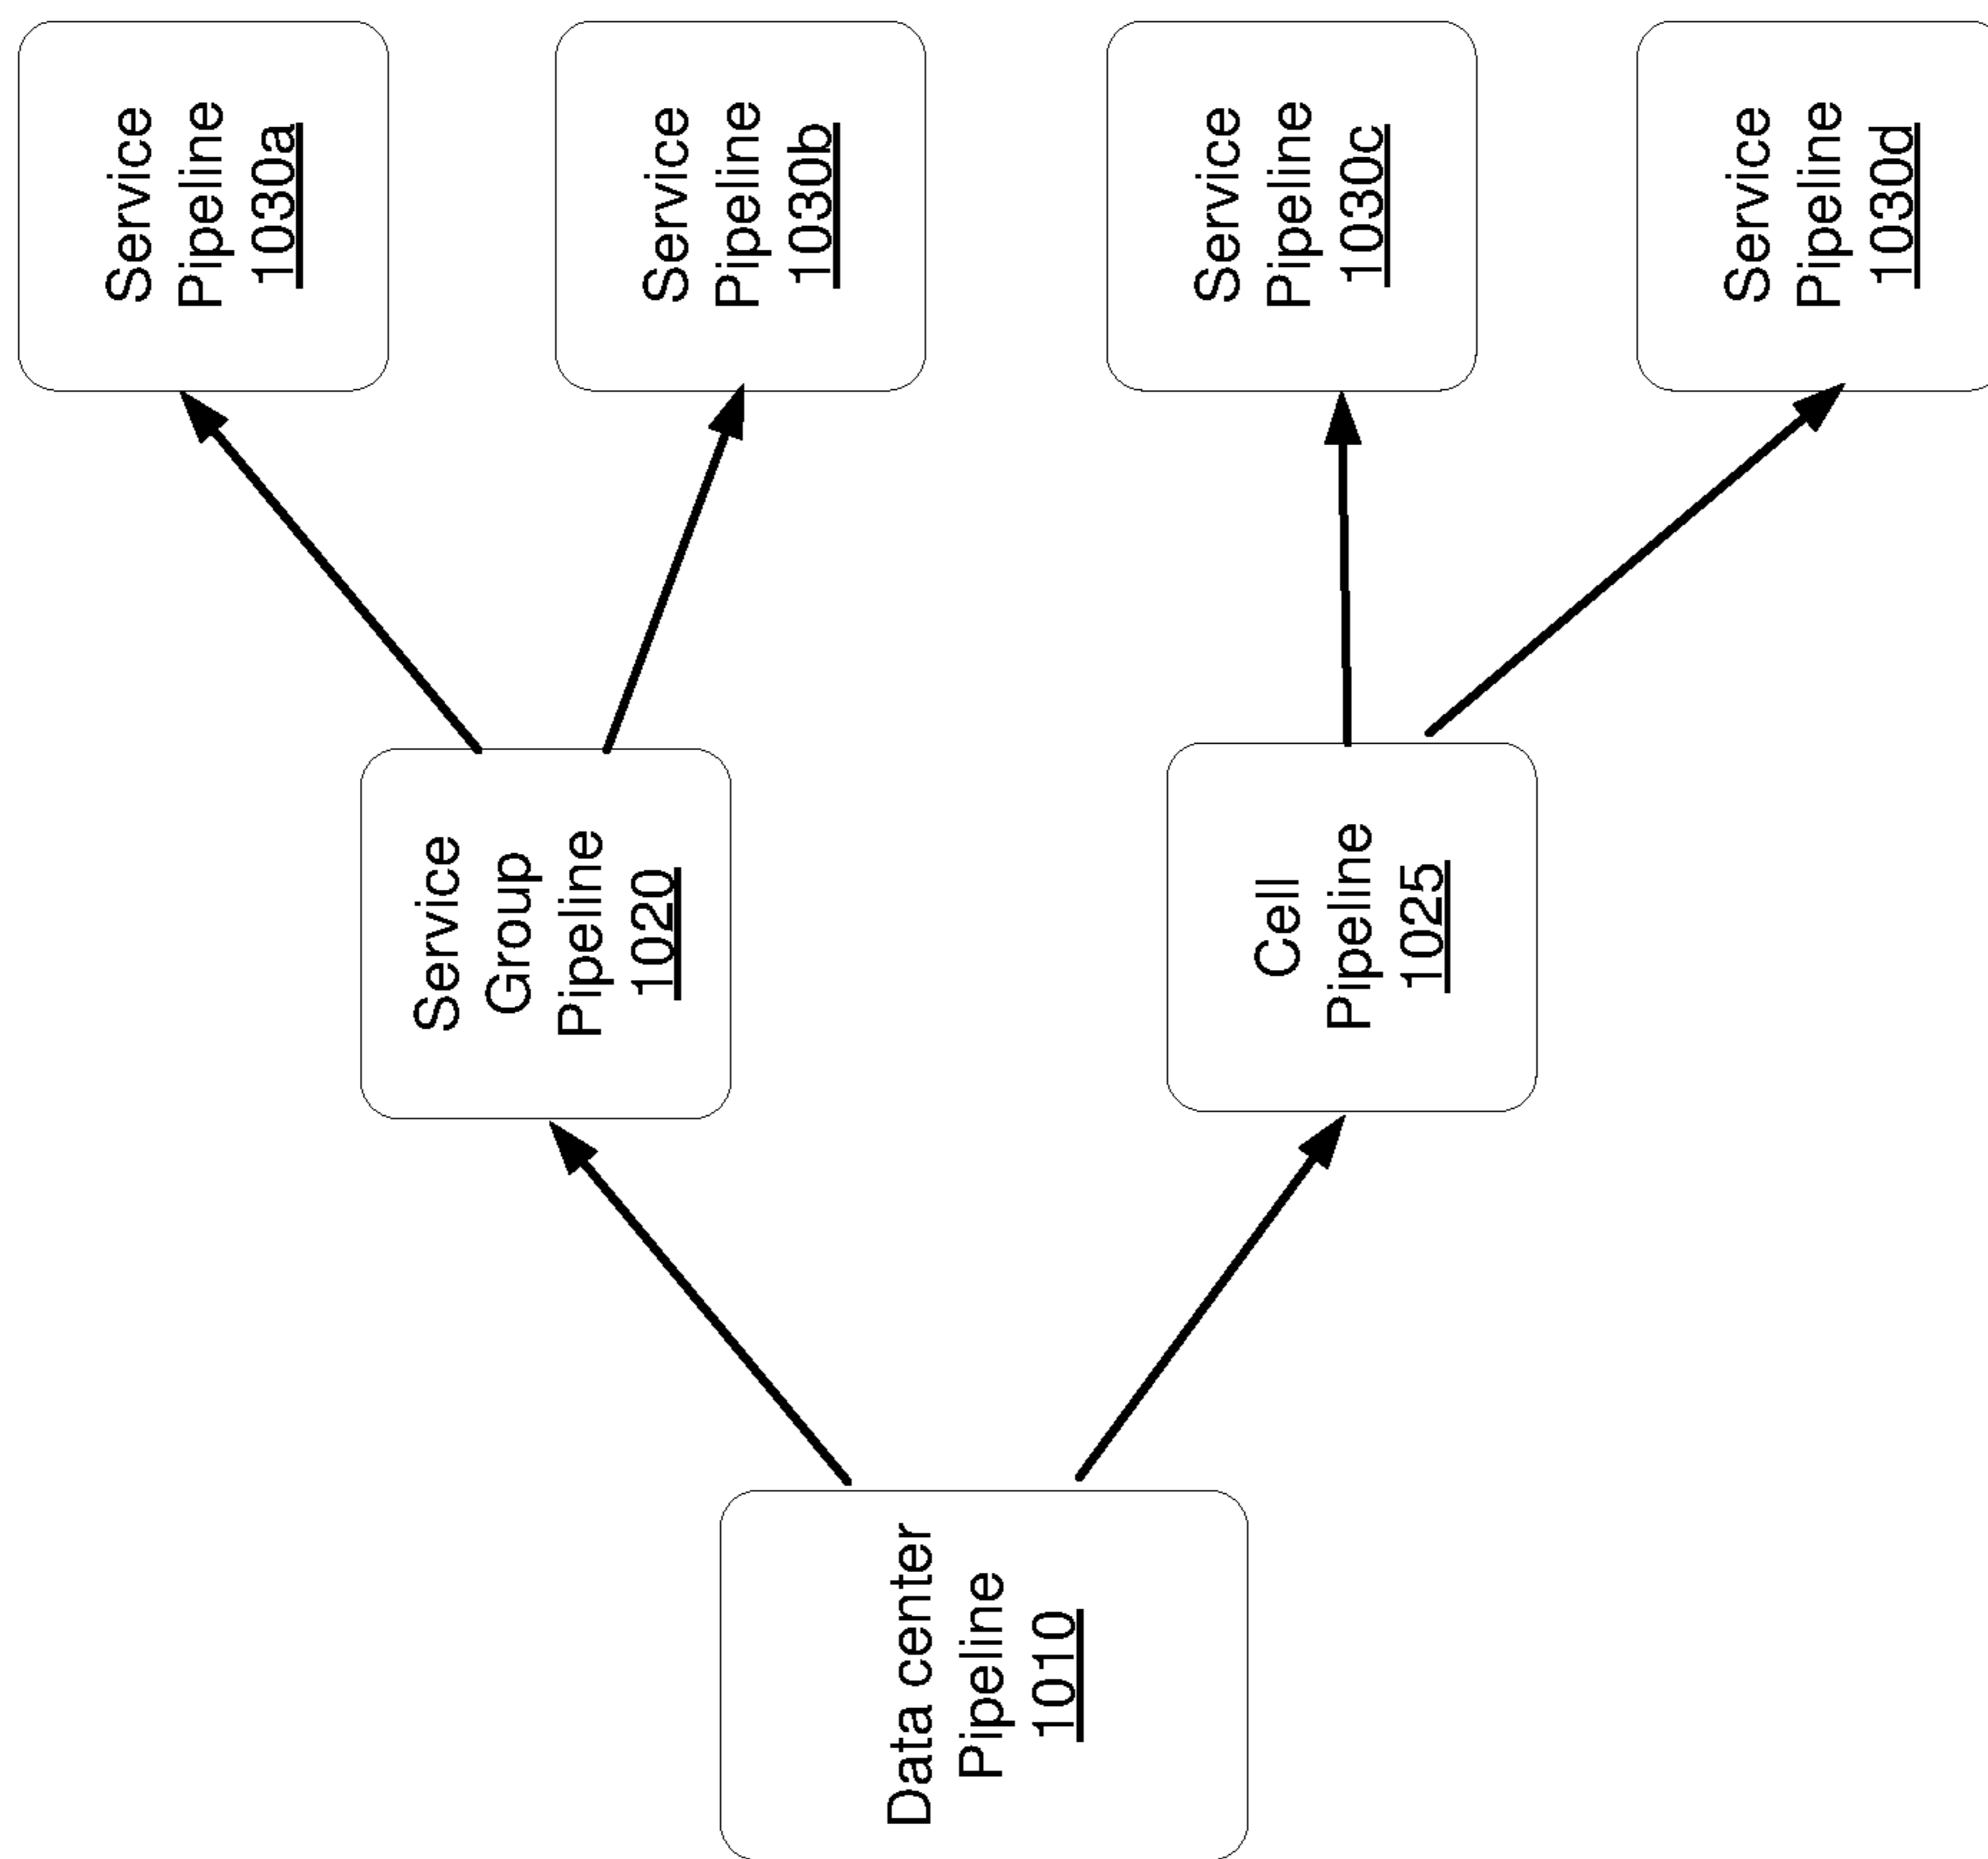 Data center
Pipeline
1010
Service
Group
Pipeline
1020
Cell
Pipeline
1025
Service
Pipeline
1030a
Service
Pipeline
1030b
Service
Pipeline
1030c
Service
Pipeline
1030d